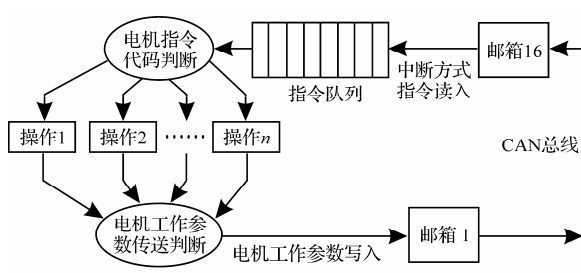 电机指令
代码判断
指令队列
中断方式
指令读入
邮箱16
操作1
操作2
······
操作n
CAN总线
电机工作参
数传送判断
电机工作参数写入
邮箱1